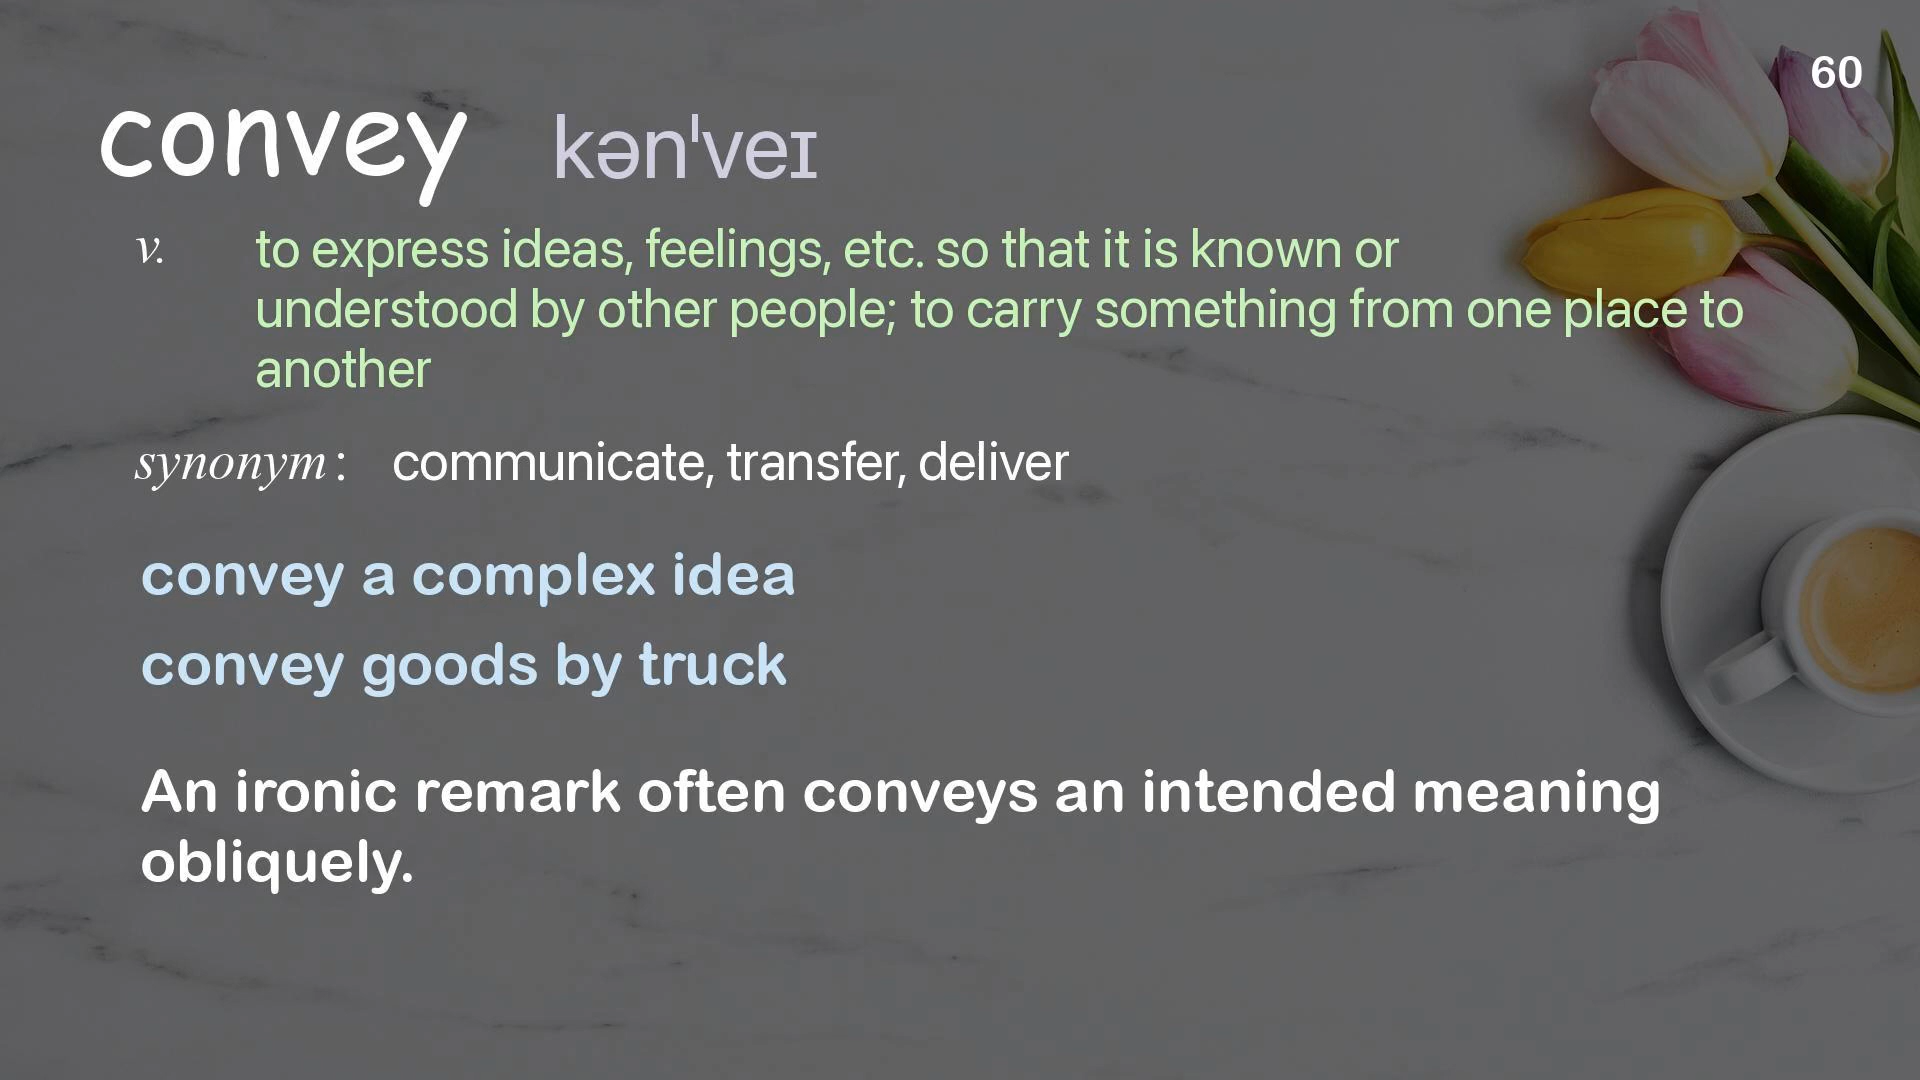 60
convey kən'veɪ
v. to express ideas, feelings, etc. so that it is known or
understood by other people; to carry something from one place to
another
synonym: communicate, transfer, deliver
convey a complex idea
convey goods by truck
An ironic remark often conveys an intended meaning
obliquely.